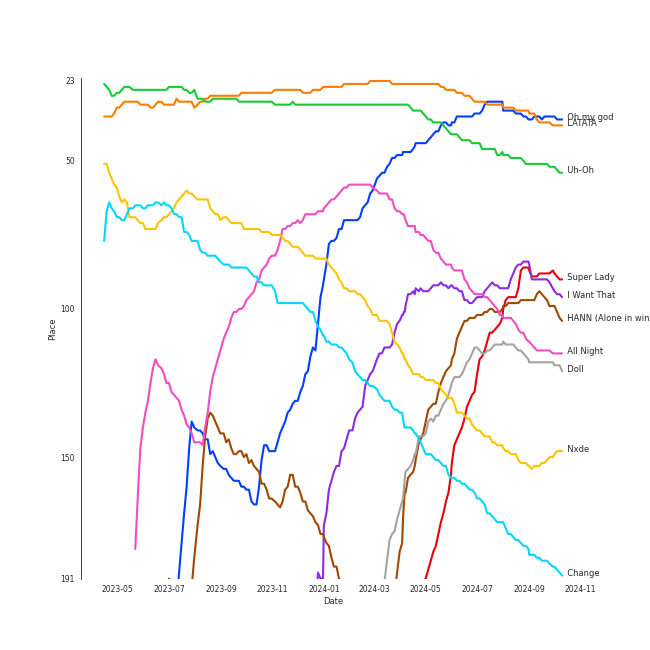 23
50
100
150
191
Place
2023-05
2023-07
2023-09
2023-11
2024-01
2024-03
2024-05
2024-07
2024-09
2024-11
Date
Oh my god
LATATA
Uh-Oh
Super Lady
I Want That
HANN (Alone in win
All Night
Doll
Nxde
Change